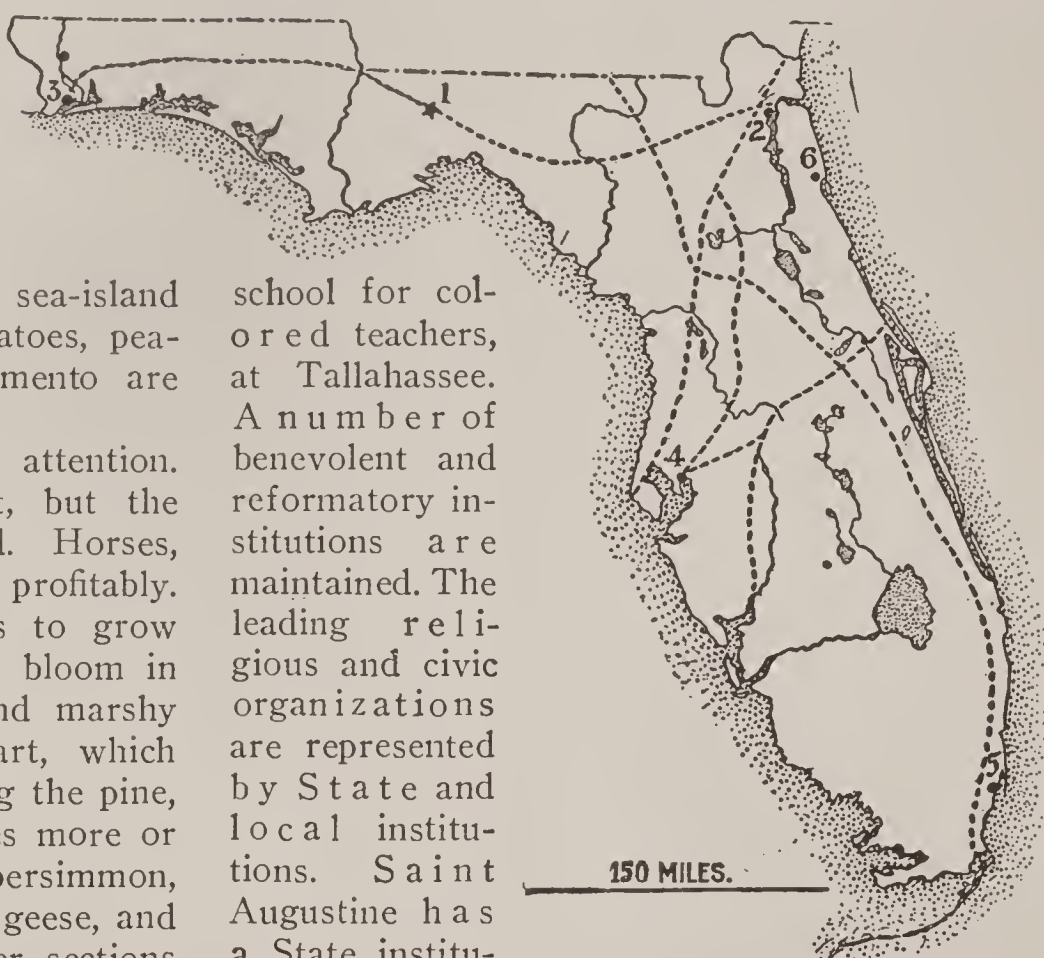 1
2
3
4
5
6
150 MILES.
sea-island
atoes, pea-
mento are
attention.
t, but the
Horses,
profitably.
s to grow
bloom in
nd marshy
art, which
g the pine,
es more or
persimmon,
geese, and
er sections
school for col-
ored teachers,
at Tallahassee.
A number of
benevolent and
reformatory in-
stitutions are
maintained. The
leading reli-
gious and civic
organizations
are represented
by State and
local institu-
tions. Saint
Augustine has
a State institu-